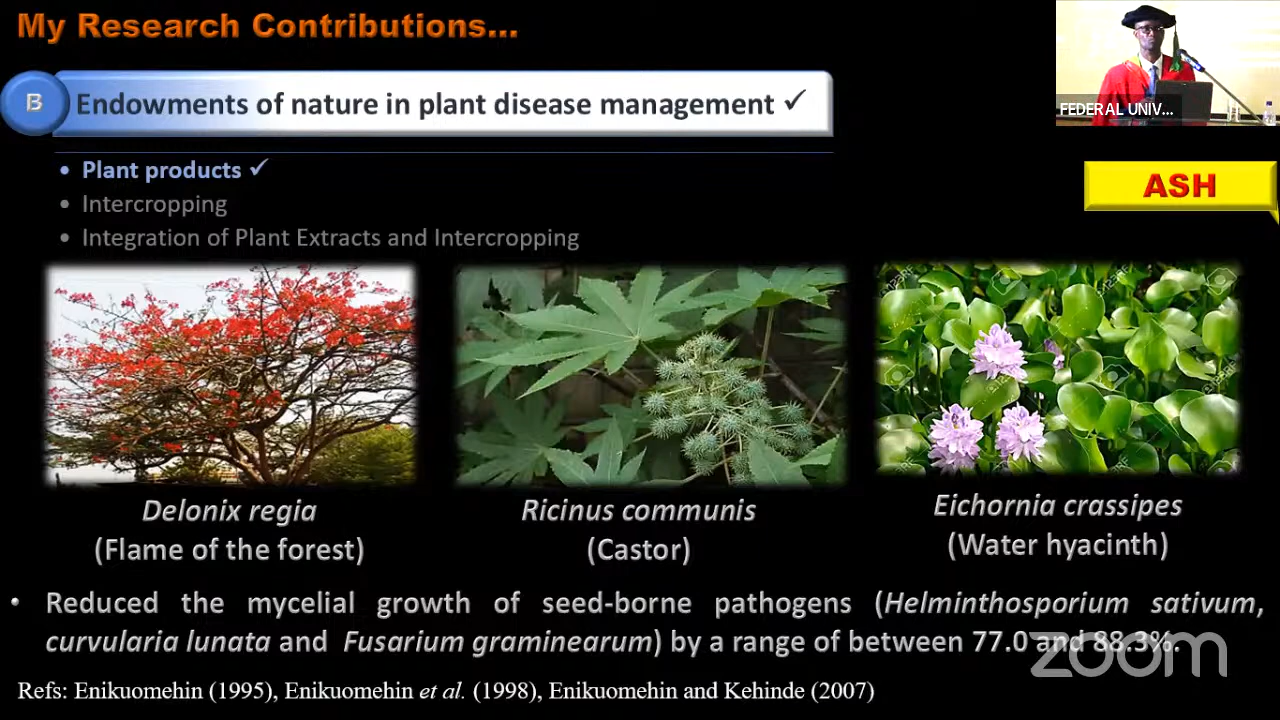 My Research Contributions...
FEDERAL UNIV...
B
Endowments of nature in plant disease management ✓
• Plant products ✓
ASH
• Intercropping
• Integration of Plant Extracts and Intercropping
Delonix regia
(Flame of the forest)
Ricinus communis
(Castor)
Eichornia crassipes
(Water hyacinth)
• Reduced the mycelial growth of seed-borne pathogens (Helminthosporium sativum,
curvularia lunata and Fusarium graminearum) by a range of between 77.0 and 88.3%.
zoom
Refs: Enikuomehin (1995), Enikuomehin et al. (1998), Enikuomehin and Kehinde (2007)